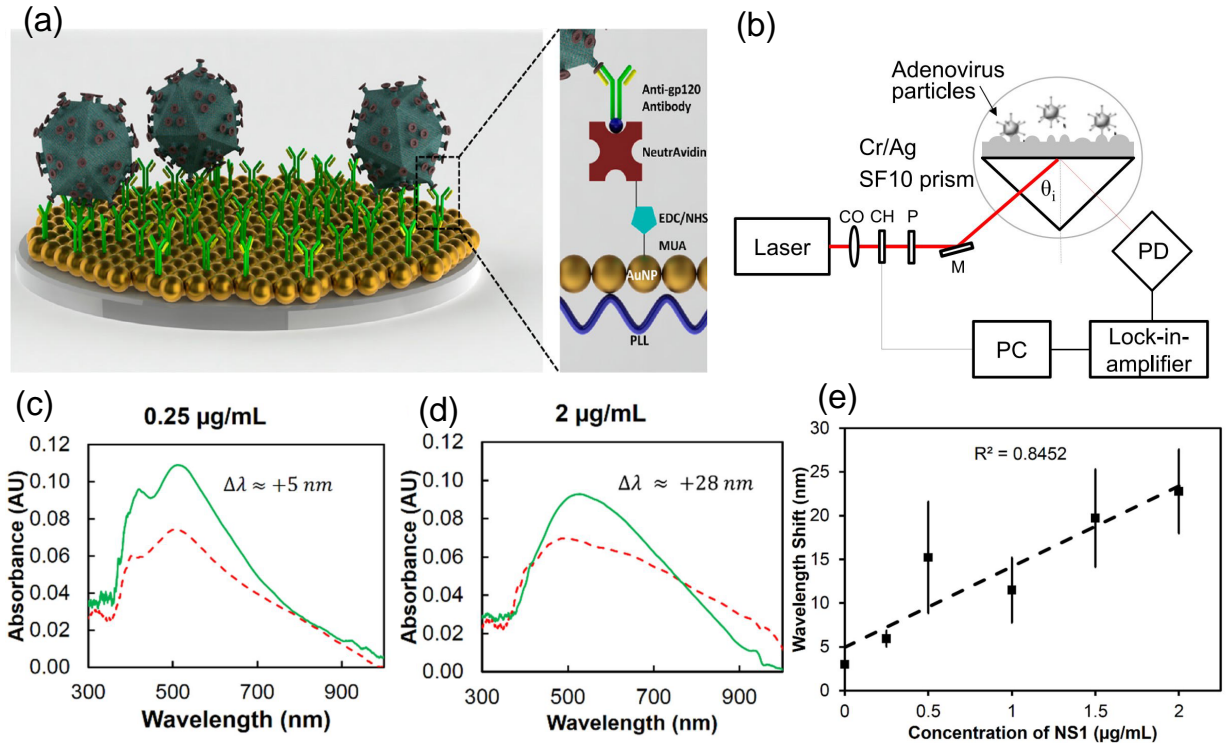 (a)
Anti-gp120
Antibody
NeutrAvidin
EDC/NHS
MUA
AuNP
PLL
(b)
Adenovirus
particles
Cr/Ag
SF10 prism
θi
CO
CH
P
Laser
M
PD
PC
Lock-in-
amplifier
(c)
0.25 µg/mL
0.12
0.10
0.08
0.06
0.04
0.02
0.00
Absorbance (AU)
Δλ ≈ +5 nm
300
500
700
900
Wavelength (nm)
(d)
2 µg/mL
0.12
0.10
0.08
0.06
0.04
0.02
0.00
Absorbance (AU)
Δλ ≈ +28 nm
300
500
700
900
Wavelength (nm)
(e)
30
25
20
15
10
5
0
Wavelength Shift (nm)
R² = 0.8452
0
0.5
1
1.5
2
Concentration of NS1 (µg/mL)